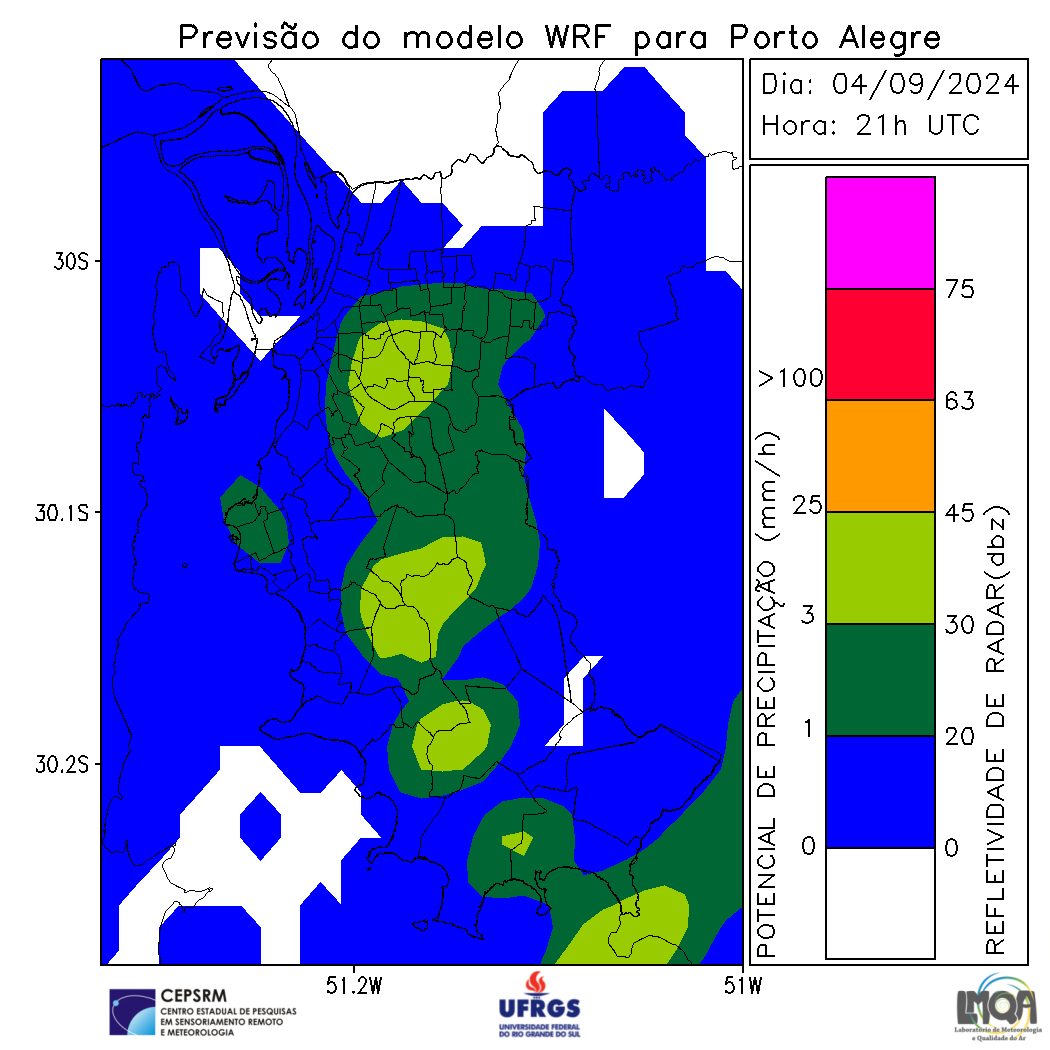 Previsão do modelo WRF para Porto Alegre
Dia: 04/09/2024
Hora: 21h UTC
30S
30.1S
30.2S
51.2W
51W
POTENCIAL DE PRECIPITAÇÃO (mm/h)
>100
25
3
1
0
75
63
45
30
20
0
REFLETIVIDADE DE RADAR(dbz)
CEPSRM
CENTRO ESTADUAL DE PESQUISAS
EM SENSORIAMENTO REMOTO
E METEOROLOGIA
UFRGS
UNIVERSIDADE FEDERAL
DO RIO GRANDE DO SUL
LMQA
Laboratório de Meteorologia
e Qualidade do Ar